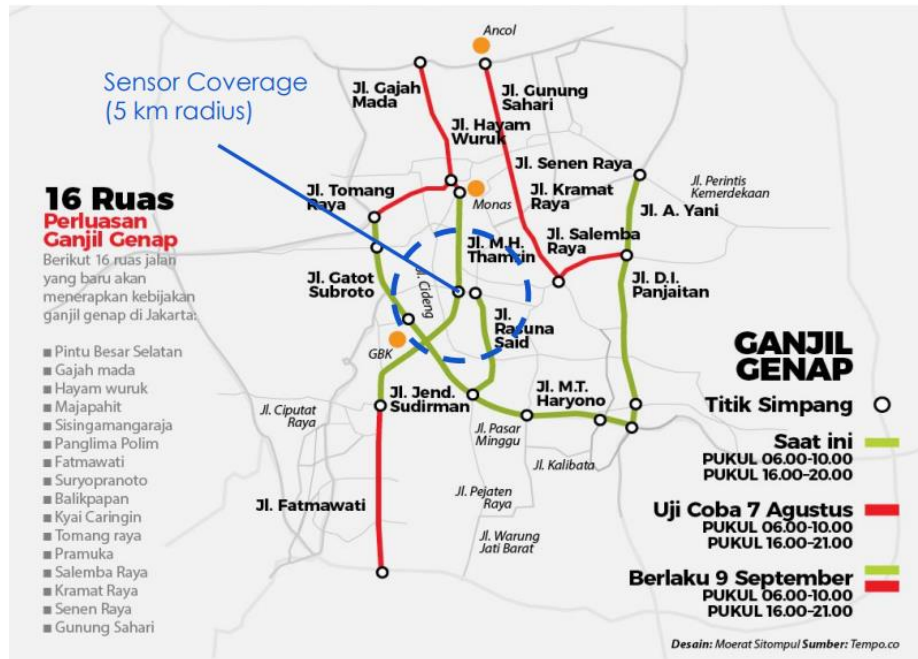 Ancol
Sensor Coverage
(5 km radius)
Jl. Gajah
Mada
Jl. Gunung
Sahari
Jl. Hayam
Wuruk
Jl. Senen Raya
Jl. Perintis
Kemerdekaan
16 Ruas
Perluasan
Ganjil Genap
Berikut 16 ruas jalan
yang baru akan
menerapkan kebijakan
ganjil genap di Jakarta:
Pintu Besar Selatan
Gajah mada
Hayam wuruk
Majapahit
Sisingamangaraja
Panglima Polim
Fatmawati
Suryopranoto
Balikpapan
Kyai Caringin
Tomang raya
Pramuka
Salemba Raya
Kramat Raya
Senen Raya
Gunung Sahari
Jl. Tomang
Raya
Monas
Jl. Kramat
Raya
Jl. A. Yani
Jl. Salemba
Raya
Jl. M.H.
Thamrin
Jl. Gatot
Subroto
Jl. Cideng
Jl. D.I.
Panjaitan
Jl.
Rasuna
Said
GBK
Jl. Jend.
Sudirman
Jl. M.T.
Haryono
Jl. Ciputat
Raya
Jl. Pasar
Minggu
Jl. Kalibata
Jl. Fatmawati
Jl. Pejaten
Raya
Jl. Warung
Jati Barat
GANJIL
GENAP
Titik Simpang
Saat ini
PUKUL 06.00-10.00
PUKUL 16.00-20.00
Uji Coba 7 Agustus
PUKUL 06.00-10.00
PUKUL 16.00-21.00
Berlaku 9 September
PUKUL 06.00-10.00
PUKUL 16.00-21.00
Desain: Moerat Sitompul Sumber: Tempo.co